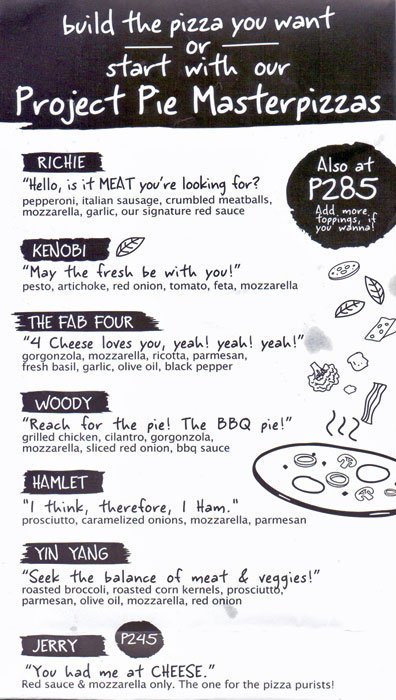 build the pizza you want
or
start with our
Project Pie Masterpizzas
Also at
P285
Add more
toppings, if
you wanna!
RICHIE
"Hello, is it MEAT you're looking for?
pepperoni, italian sausage, crumbled meatballs,
mozzarella, garlic, our signature red sauce
KENOBI
"May the fresh be with you!"
pesto, artichoke, red onion, tomato, feta, mozzarella
THE FAB FOUR
"4 Cheese loves you, yeah! yeah! yeah!"
gorgonzola, mozzarella, ricotta, parmesan,
fresh basil, garlic, olive oil, black pepper
WOODY
"Reach for the pie! The BBQ pie!"
grilled chicken, cilantro, gorgonzola,
mozzarella, sliced red onion, bbq sauce
HAMLET
"I think, therefore, I Ham."
prosciutto, caramelized onions, mozzarella, parmesan
YIN YANG
"Seek the balance of meat & veggies!"
roasted broccoli, roasted corn kernels, prosciutto,
parmesan, olive oil, mozzarella, red onion
JERRY P245
"You had me at CHEESE."
Red sauce & mozzarella only. The one for the pizza purists!